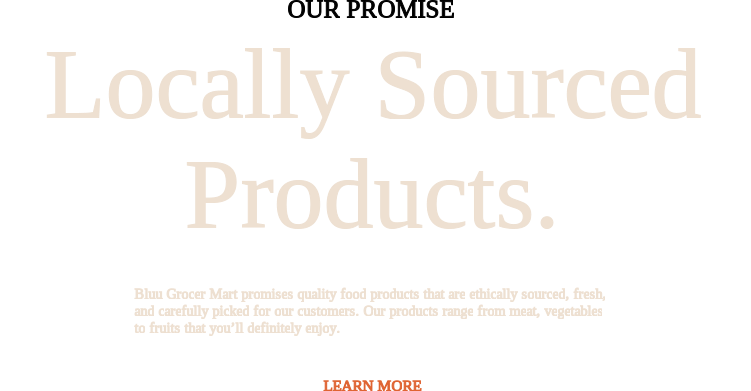 OUR PROMISE
Locally Sourced
Products.
Bluu Grocer Mart promises quality food products that are ethically sourced, fresh,
and carefully picked for our customers. Our products range from meat, vegetables
to fruits that you’ll definitely enjoy.
LEARN MORE